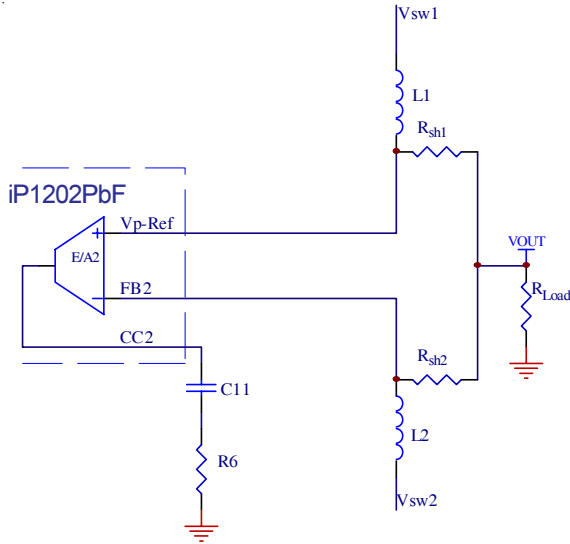 Vsw1
L1
Rsh1
iP1202PbF
Vp-Ref
+
E/A2
VOUT
FB2
−
RLoad
CC2
Rsh2
C11
L2
R6
Vsw2